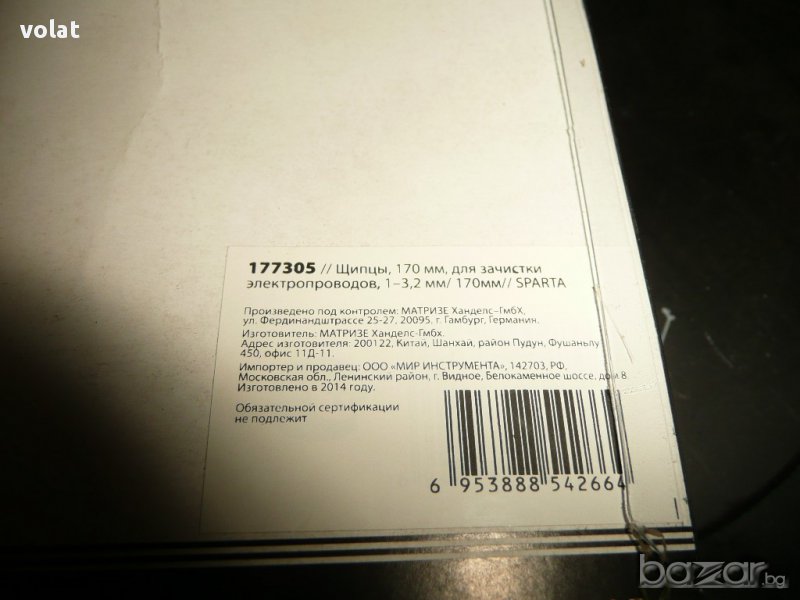 volat
177305 // Щипцы, 170 мм, для зачистки
электропроводов, 1–3,2 мм/ 170мм// SPARTA
Произведено под контролем: МАТРИЗЕ Ханделс-ГмбХ,
ул. Фердинандштрассе 25-27, 20095, г. Гамбург, Германия.
Изготовитель: МАТРИЗЕ Ханделс-Гмбх.
Адрес изготовителя: 200122, Китай, Шанхай, район Пудун, Фушаньлу
450, офис 11Д-11.
Импортер и продавец: ООО «МИР ИНСТРУМЕНТА», 142703, РФ,
Московская обл., Ленинский район, г. Видное, Белокаменное шоссе, дом 8.
Изготовлено в 2014 году.
Обязательной сертификации
не подлежит
6 953888 542664
bazar.bg